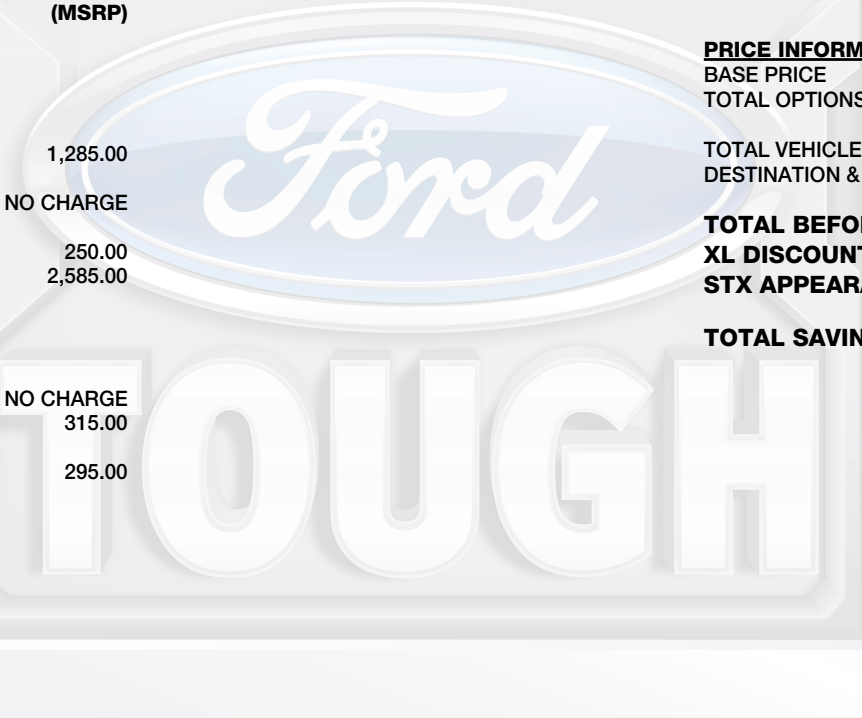 (MSRP)
1,285.00
NO CHARGE
250.00
2,585.00
NO CHARGE
315.00
295.00
PRICE INFORM
BASE PRICE
TOTAL OPTIONS
TOTAL VEHICLE
DESTINATION &
TOTAL BEFO
XL DISCOUNT
STX APPEAR
TOTAL SAVIN
Ford
TOUGH